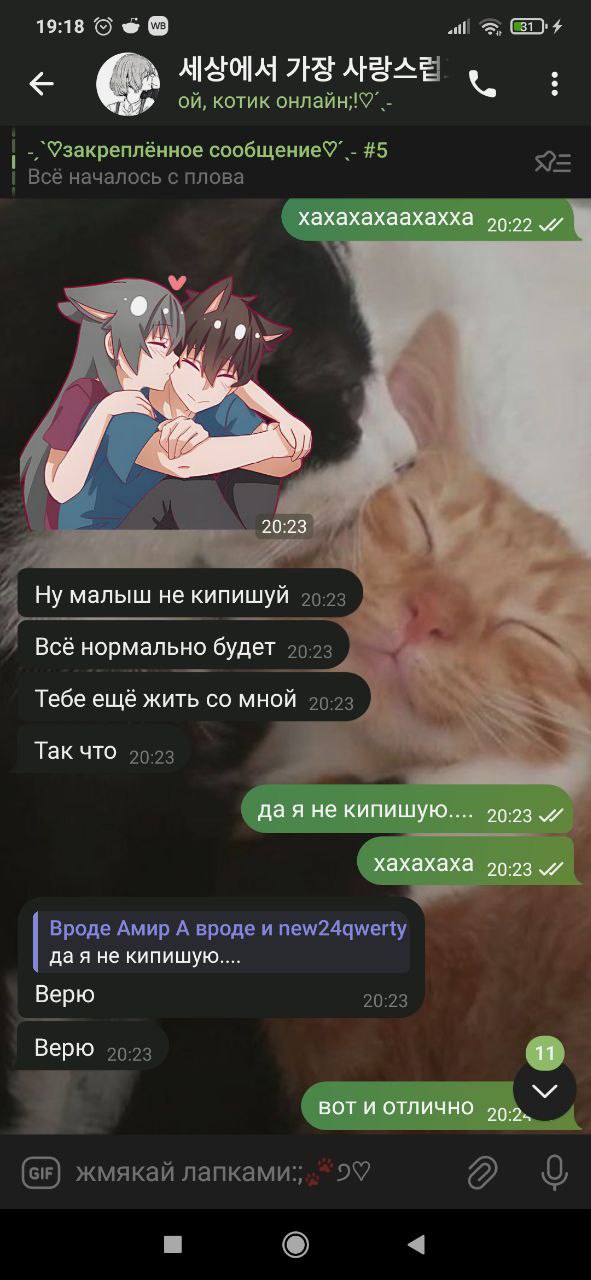 19:18 WB 31
세상에서 가장 사랑스럽
ой, котик онлайн;!♡´ˎ-
-ˏ`♡закреплённое сообщение♡´ˎ- #5
Всё началось с плова
хахахахаахахха 20:22
20:23
Ну малыш не кипишуй 20:23
Всё нормально будет 20:23
Тебе ещё жить со мной 20:23
Так что 20:23
да я не кипишую.... 20:23
хахахаха 20:23
Вроде Амир А вроде и new24qwerty
да я не кипишую....
Верю 20:23
Верю 20:23
11
вот и отлично 20:24
GIF жмякай лапками:;🐾୨♡